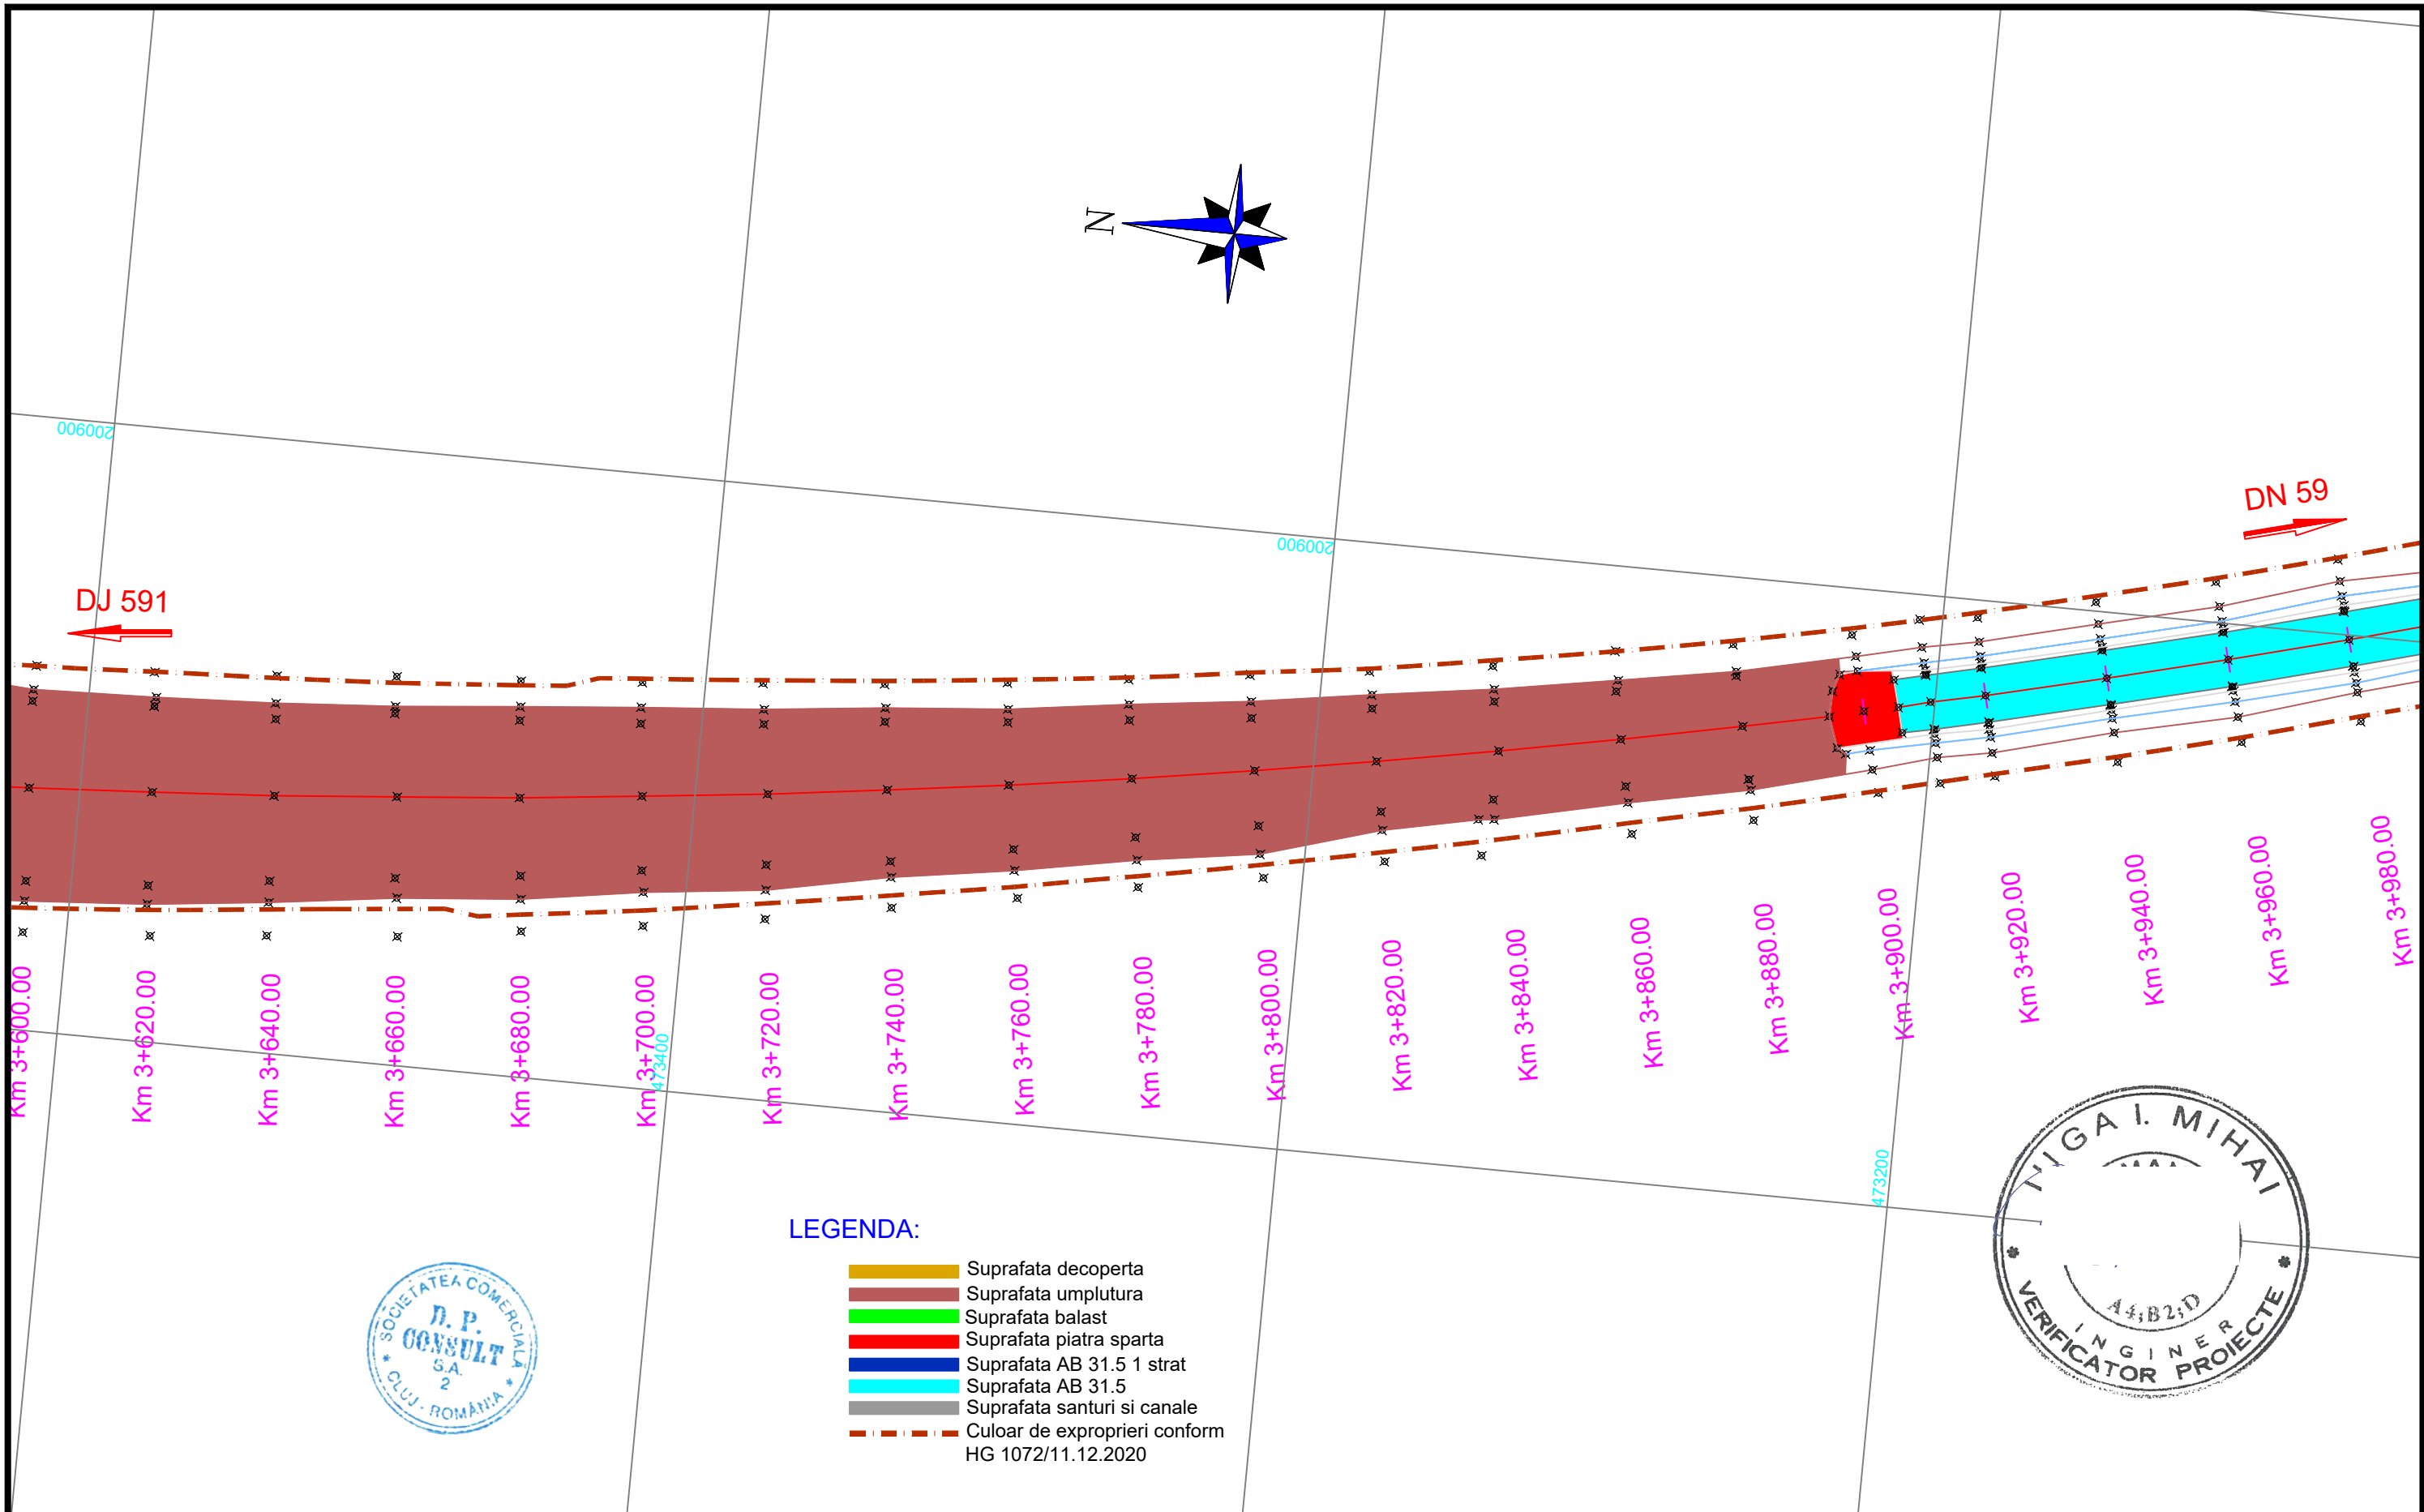 N
200900
200900
DN 59
DJ 591
Km 3+600.00
Km 3+620.00
Km 3+640.00
Km 3+660.00
Km 3+680.00
Km 3+700.00
Km 3+720.00
Km 3+740.00
Km 3+760.00
Km 3+780.00
Km 3+800.00
Km 3+820.00
Km 3+840.00
Km 3+860.00
Km 3+880.00
Km 3+900.00
Km 3+920.00
Km 3+940.00
Km 3+960.00
Km 3+980.00
473400
473200
LEGENDA:
Suprafata decoperta
Suprafata umplutura
Suprafata balast
Suprafata piatra sparta
Suprafata AB 31.5 1 strat
Suprafata AB 31.5
Suprafata santuri si canale
Culoar de exproprieri conform
HG 1072/11.12.2020
SOCIETATEA COMERCIALĂ
D. P.
CONSULT
S.A.
2
* CLUJ - ROMÂNIA *
I. MIHAI
A4;B2;D
INGINER
* VERIFICATOR PROIECTE *